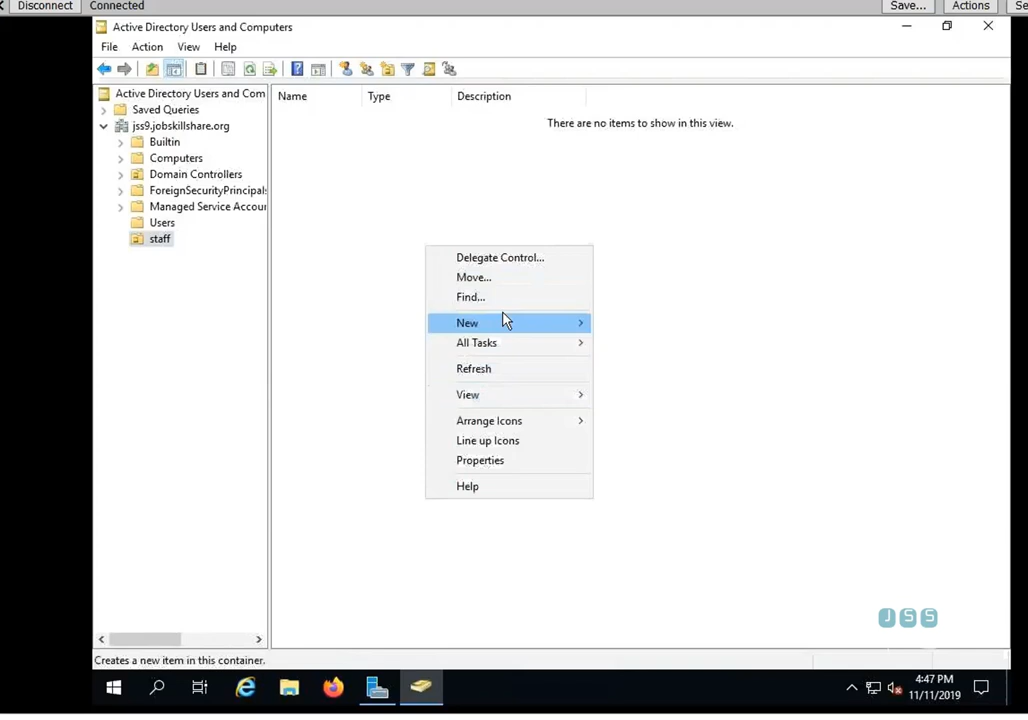 Disconnect
Connected
Save...
Actions
Active Directory Users and Computers
File
Action
View
Help
Active Directory Users and Com
Saved Queries
jss9.jobskillshare.org
Builtin
Computers
Domain Controllers
ForeignSecurityPrincipals
Managed Service Accour
Users
staff
Name
Type
Description
There are no items to show in this view.
Delegate Control...
Move...
Find...
New
All Tasks
Refresh
View
Arrange Icons
Line up Icons
Properties
Help
JSS
Creates a new item in this container.
4:47 PM
11/11/2019